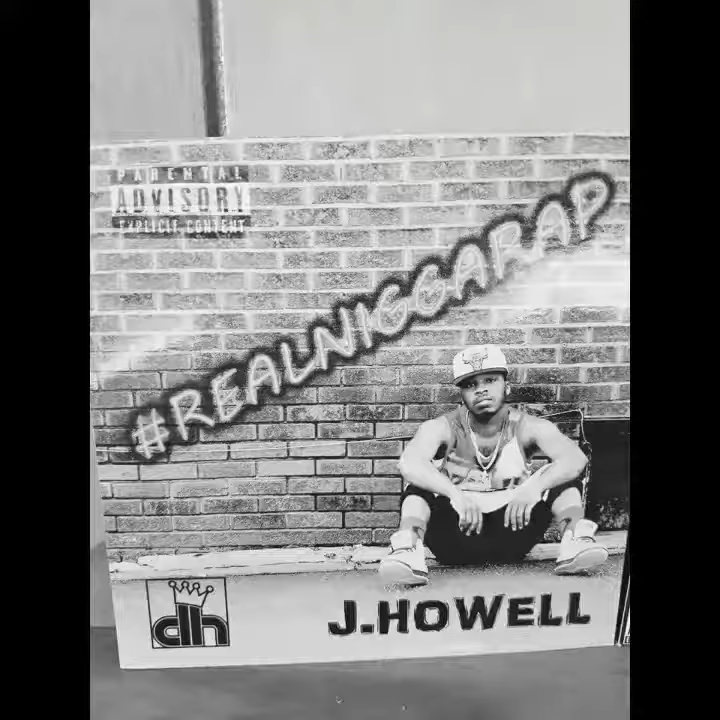 PARENTAL
ADVISORY
EXPLICIT CONTENT
#REALNIGGARAP
dh
J.HOWELL